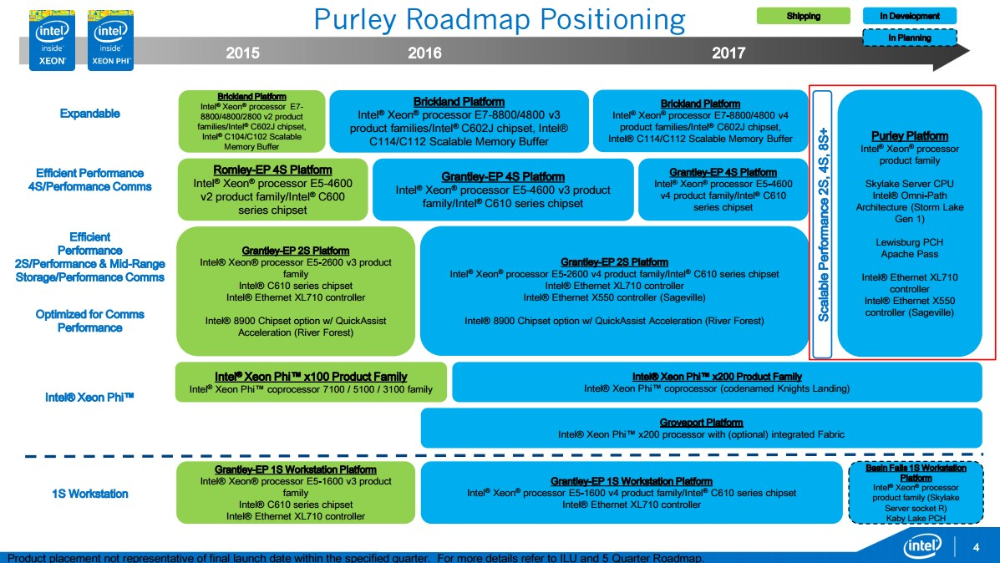 Purley Roadmap Positioning
Shipping
In Development
In Planning
intel
inside™
XEON®
intel
inside™
XEON PHI™
2015
2016
2017
Expandable
Brickland Platform
Intel® Xeon® processor E7-
8800/4800/2800 v2 product
families/Intel® C602J chipset,
Intel® C104/C102 Scalable
Memory Buffer
Brickland Platform
Intel® Xeon® processor E7-8800/4800 v3
product families/Intel® C602J chipset, Intel®
C114/C112 Scalable Memory Buffer
Brickland Platform
Intel® Xeon® processor E7-8800/4800 v4
product families/Intel® C602J chipset,
Intel® C114/C112 Scalable Memory Buffer
Efficient Performance
4S/Performance Comms
Romley-EP 4S Platform
Intel® Xeon® processor E5-4600
v2 product family/Intel® C600
series chipset
Grantley-EP 4S Platform
Intel® Xeon® processor E5-4600 v3 product
family/Intel® C610 series chipset
Grantley-EP 4S Platform
Intel® Xeon® processor E5-4600
v4 product family/Intel® C610
series chipset
Efficient
Performance
2S/Performance & Mid-Range
Storage/Performance Comms
Optimized for Comms
Performance
Grantley-EP 2S Platform
Intel® Xeon® processor E5-2600 v3 product
family
Intel® C610 series chipset
Intel® Ethernet XL710 controller
Intel® 8900 Chipset option w/ QuickAssist
Acceleration (River Forest)
Grantley-EP 2S Platform
Intel® Xeon® processor E5-2600 v4 product family/Intel® C610 series chipset
Intel® Ethernet XL710 controller
Intel® Ethernet X550 controller (Sageville)
Intel® 8900 Chipset option w/ QuickAssist Acceleration (River Forest)
Scalable Performance 2S, 4S, 8S+
Purley Platform
Intel® Xeon® processor
product family
Skylake Server CPU
Intel® Omni-Path
Architecture (Storm Lake
Gen 1)
Lewisburg PCH
Apache Pass
Intel® Ethernet XL710
controller
Intel® Ethernet X550
controller (Sageville)
Intel® Xeon Phi™
Intel® Xeon Phi™ x100 Product Family
Intel® Xeon Phi™ coprocessor 7100 / 5100 / 3100 family
Intel® Xeon Phi™ x200 Product Family
Intel® Xeon Phi™ coprocessor (codenamed Knights Landing)
Groveport Platform
Intel® Xeon Phi™ x200 processor with (optional) integrated Fabric
1S Workstation
Grantley-EP 1S Workstation Platform
Intel® Xeon® processor E5-1600 v3 product
family
Intel® C610 series chipset
Intel® Ethernet XL710 controller
Grantley-EP 1S Workstation Platform
Intel® Xeon® processor E5-1600 v4 product family/Intel® C610 series chipset
Intel® Ethernet XL710 controller
Basin Falls 1S Workstation
Platform
Intel® Xeon® processor
product family (Skylake
Server socket R)
Kaby Lake PCH
Product placement not representative of final launch date within the specified quarter. For more details refer to ILU and 5 Quarter Roadmap.
intel
4